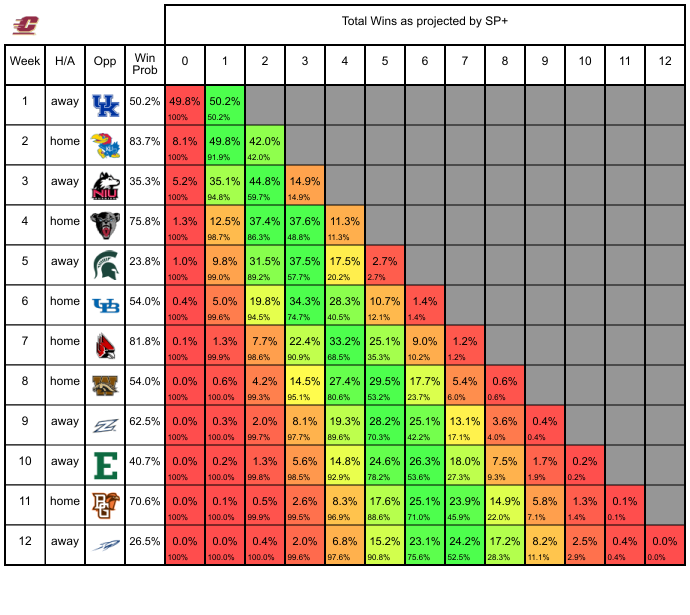 Total Wins as projected by SP+
Week H/A Opp Win Prob 0 1 2 3 4 5 6 7 8 9 10 11 12
1 away UK 50.2% 49.8% 50.2%
100% 50.2%
2 home KU 83.7% 8.1% 49.8% 42.0%
100% 91.9% 42.0%
3 away NIU 35.3% 5.2% 35.1% 44.8% 14.9%
100% 94.8% 59.7% 14.9%
4 home 75.8% 1.3% 12.5% 37.4% 37.6% 11.3%
100% 98.7% 86.3% 48.8% 11.3%
5 away 23.8% 1.0% 9.8% 31.5% 37.5% 17.5% 2.7%
100% 99.0% 89.2% 57.7% 20.2% 2.7%
6 home UB 54.0% 0.4% 5.0% 19.8% 34.3% 28.3% 10.7% 1.4%
100% 99.6% 94.5% 74.7% 40.5% 12.1% 1.4%
7 home 81.8% 0.1% 1.3% 7.7% 22.4% 33.2% 25.1% 9.0% 1.2%
100% 99.9% 98.6% 90.9% 68.5% 35.3% 10.2% 1.2%
8 home 54.0% 0.0% 0.6% 4.2% 14.5% 27.4% 29.5% 17.7% 5.4% 0.6%
100% 100.0% 99.3% 95.1% 80.6% 53.2% 23.7% 6.0% 0.6%
9 away 62.5% 0.0% 0.3% 2.0% 8.1% 19.3% 28.2% 25.1% 13.1% 3.6% 0.4%
100% 100.0% 99.7% 97.7% 89.6% 70.3% 42.2% 17.1% 4.0% 0.4%
10 away E 40.7% 0.0% 0.2% 1.3% 5.6% 14.8% 24.6% 26.3% 18.0% 7.5% 1.7% 0.2%
100% 100.0% 99.8% 98.5% 92.9% 78.2% 53.6% 27.3% 9.3% 1.9% 0.2%
11 home BG 70.6% 0.0% 0.1% 0.5% 2.6% 8.3% 17.6% 25.1% 23.9% 14.9% 5.8% 1.3% 0.1%
100% 100.0% 99.9% 99.5% 96.9% 88.6% 71.0% 45.9% 22.0% 7.1% 1.4% 0.1%
12 away 26.5% 0.0% 0.0% 0.4% 2.0% 6.8% 15.2% 23.1% 24.2% 17.2% 8.2% 2.5% 0.4% 0.0%
100% 100.0% 100.0% 99.6% 97.6% 90.8% 75.6% 52.5% 28.3% 11.1% 2.9% 0.4% 0.0%